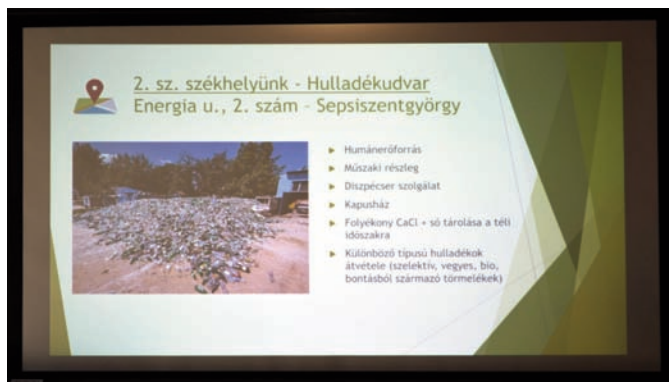 2. sz. székhelyünk - Hulladékudvar
Energia u., 2. szám - Sepsiszentgyörgy
Humánerőforrás
Műszaki részleg
Diszpécser szolgálat
Kapusház
Folyékony CaCl + só tárolása a téli
időszakra
Különböző típusú hulladékok
átvétele (szelektív, vegyes, bio,
bontásból származó törmelékek)